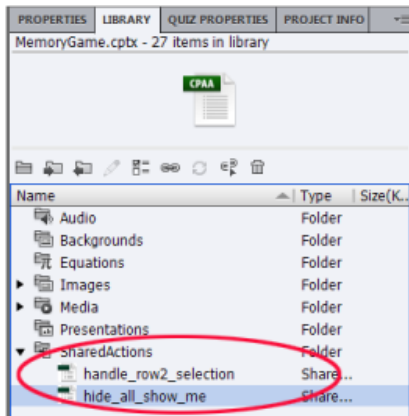 PROPERTIES LIBRARY QUIZ PROPERTIES PROJECT INFO
MemoryGame.cptx - 27 items in library
CPAA
Name Type Size(K..
Audio Folder
Backgrounds Folder
Equations Folder
Images Folder
Media Folder
Presentations Folder
SharedActions Folder
handle_row2_selection Share...
hide_all_show_me Share...